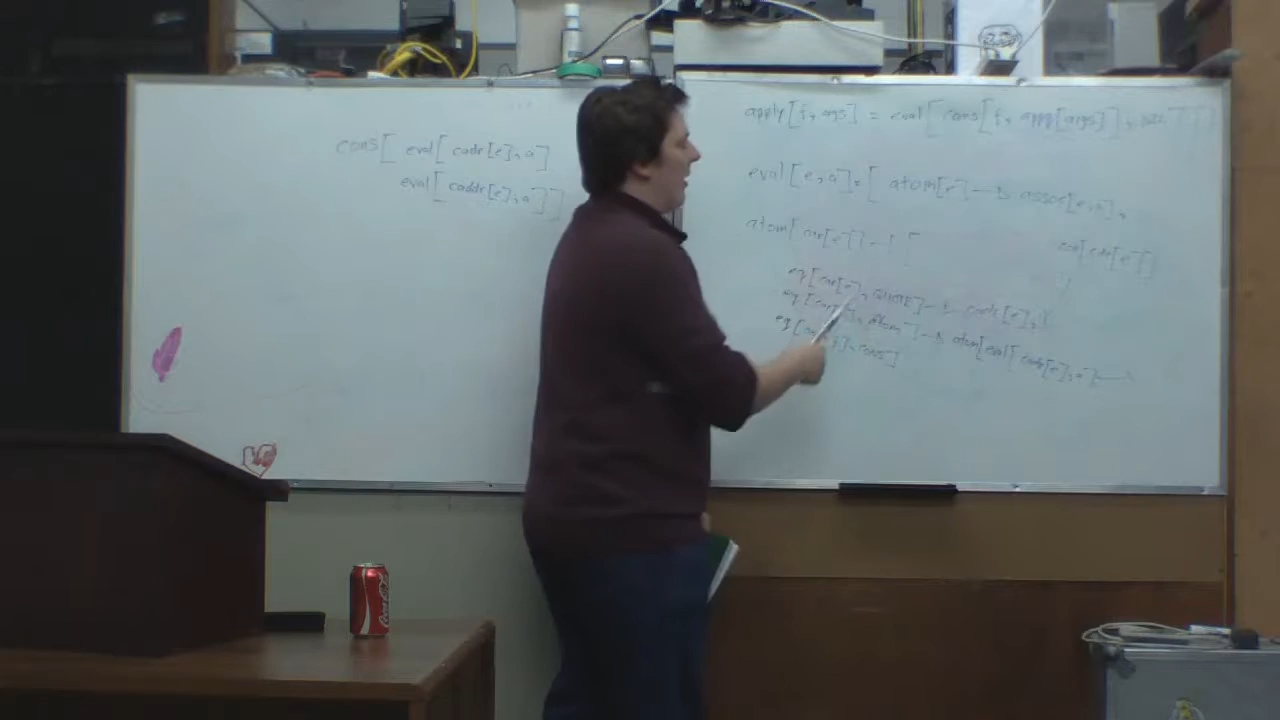 cons[ eval[ cadr[e], a]
eval[ caddr[e], a]]
apply[f, args] = eval[cons[f, appq[args]],
eval[e, a] = [ atom[e] → assoc[e, a],
atom[ car[e]] → [
car[e]]
eq[car[e], QUOTE] → cadr[e];
eq[ atom → atom[eval[ cadr[e], a]
eq[ cons]
Coca-Cola